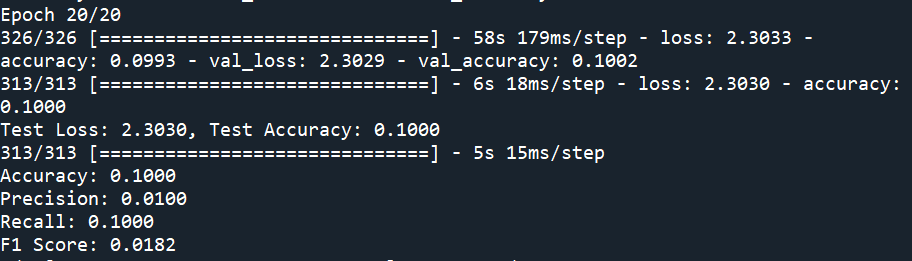 Epoch 20/20
326/326 [==============================] - 58s 179ms/step - loss: 2.3033 -
accuracy: 0.0993 - val_loss: 2.3029 - val_accuracy: 0.1002
313/313 [==============================] - 6s 18ms/step - loss: 2.3030 - accuracy:
0.1000
Test Loss: 2.3030, Test Accuracy: 0.1000
313/313 [==============================] - 5s 15ms/step
Accuracy: 0.1000
Precision: 0.0100
Recall: 0.1000
F1 Score: 0.0182